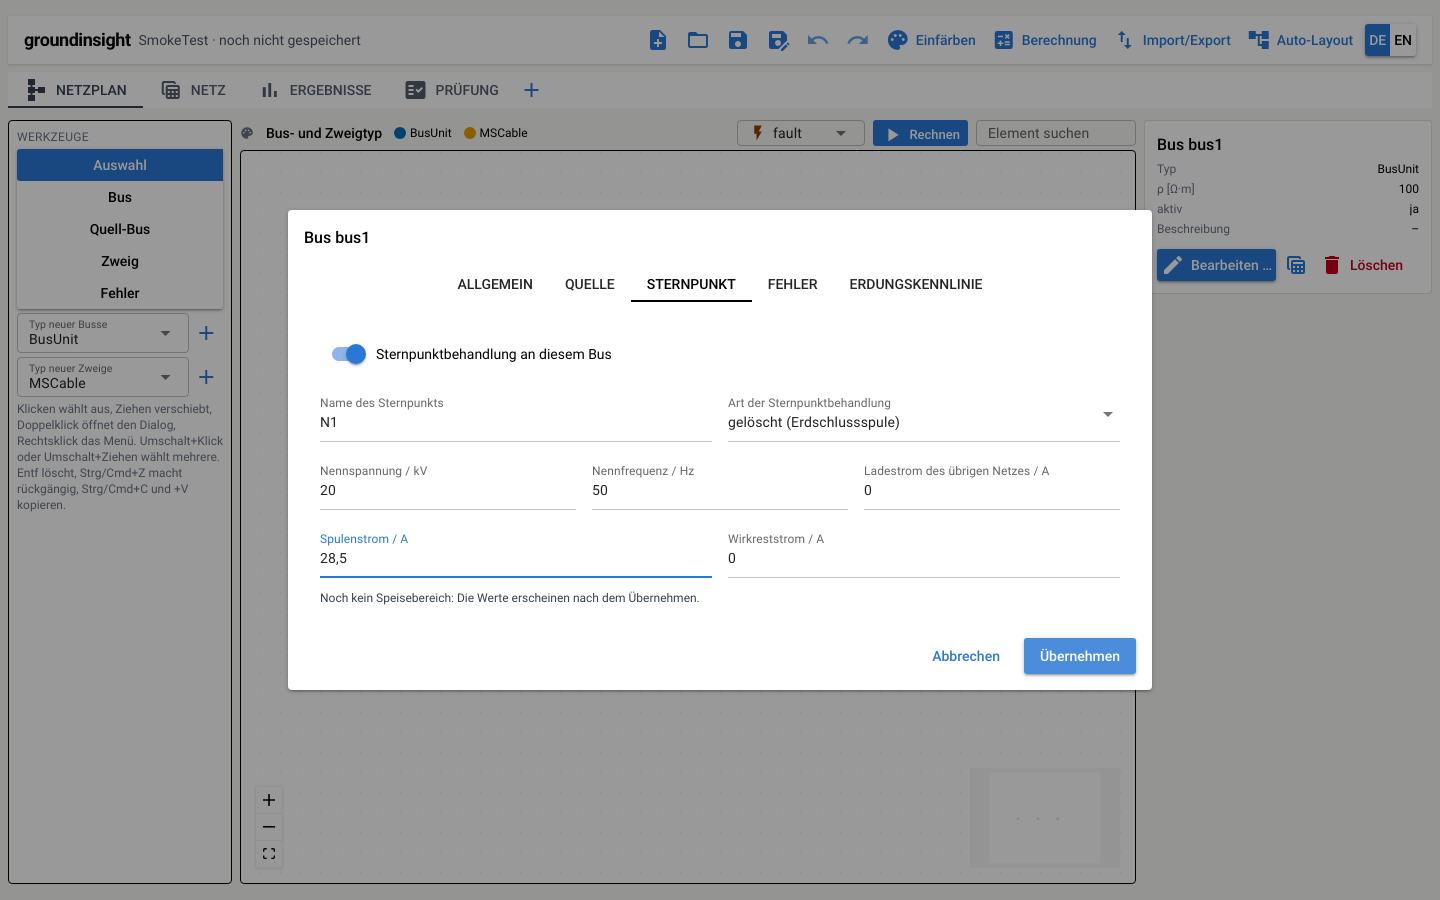 groundinsight SmokeTest · noch nicht gespeichert
Einfärben
Berechnung
Import/Export
Auto-Layout
DE EN
NETZPLAN
NETZ
ERGEBNISSE
PRÜFUNG
WERKZEUGE
Auswahl
Bus
Quell-Bus
Zweig
Fehler
Typ neuer Busse
BusUnit
Typ neuer Zweige
MSCable
Klicken wählt aus, Ziehen verschiebt,
Doppelklick öffnet den Dialog,
Rechtsklick das Menü. Umschalt+Klick
oder Umschalt+Ziehen wählt mehrere.
Entf löscht, Strg/Cmd+Z macht
rückgängig, Strg/Cmd+C und +V
kopieren.
Bus- und Zweigtyp BusUnit MSCable
fault
Rechnen
Element suchen
Bus bus1
Typ BusUnit
ρ [Ω·m] 100
aktiv ja
Beschreibung –
Bearbeiten ...
Löschen
Bus bus1
ALLGEMEIN QUELLE STERNPUNKT FEHLER ERDUNGSKENNLINIE
Sternpunktbehandlung an diesem Bus
Name des Sternpunkts
N1
Art der Sternpunktbehandlung
gelöscht (Erdschlussspule)
Nennspannung / kV
20
Nennfrequenz / Hz
50
Ladestrom des übrigen Netzes / A
0
Spulenstrom / A
28,5
Wirkreststrom / A
0
Noch kein Speisebereich: Die Werte erscheinen nach dem Übernehmen.
Abbrechen
Übernehmen